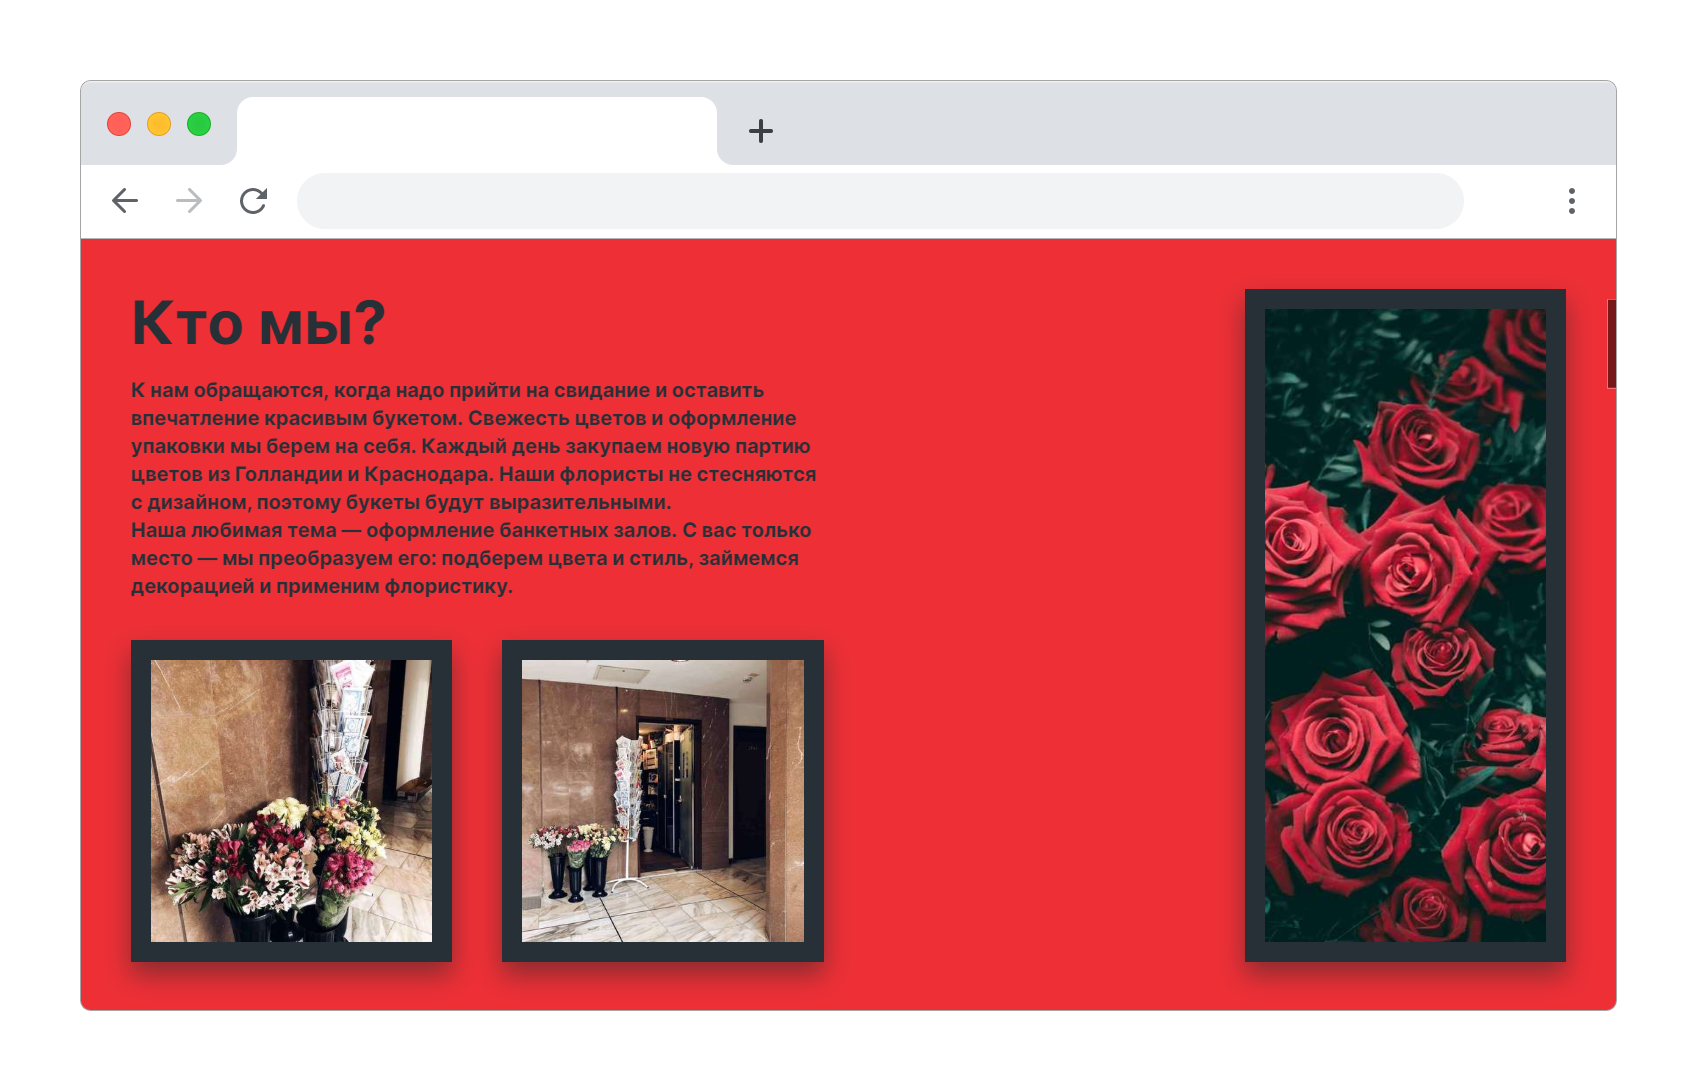 Кто мы?
К нам обращаются, когда надо прийти на свидание и оставить
впечатление красивым букетом. Свежесть цветов и оформление
упаковки мы берем на себя. Каждый день закупаем новую партию
цветов из Голландии и Краснодара. Наши флористы не стесняются
с дизайном, поэтому букеты будут выразительными.
Наша любимая тема — оформление банкетных залов. С вас только
место — мы преобразуем его: подберем цвета и стиль, займемся
декорацией и применим флористику.